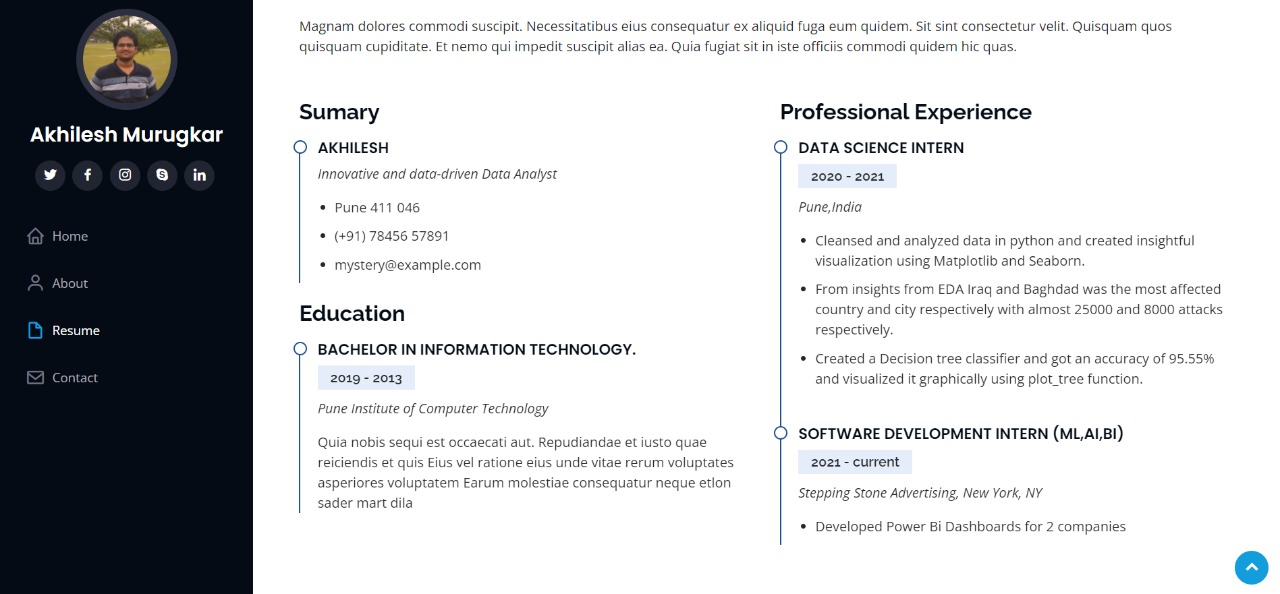 Akhilesh Murugkar
Home
About
Resume
Contact
Magnam dolores commodi suscipit. Necessitatibus eius consequatur ex aliquid fuga eum quidem. Sit sint consectetur velit. Quisquam quos
quisquam cupiditate. Et nemo qui impedit suscipit alias ea. Quia fugiat sit in iste officiis commodi quidem hic quas.
Sumary
AKHILESH
Innovative and data-driven Data Analyst
Pune 411 046
(+91) 78456 57891
mystery@example.com
Education
BACHELOR IN INFORMATION TECHNOLOGY.
2019 - 2013
Pune Institute of Computer Technology
Quia nobis sequi est occaecati aut. Repudiandae et iusto quae
reiciendis et quis Eius vel ratione eius unde vitae rerum voluptates
asperiores voluptatem Earum molestiae consequatur neque etlon
sader mart dila
Professional Experience
DATA SCIENCE INTERN
2020 - 2021
Pune,India
Cleansed and analyzed data in python and created insightful
visualization using Matplotlib and Seaborn.
From insights from EDA Iraq and Baghdad was the most affected
country and city respectively with almost 25000 and 8000 attacks
respectively.
Created a Decision tree classifier and got an accuracy of 95.55%
and visualized it graphically using plot_tree function.
SOFTWARE DEVELOPMENT INTERN (ML,AI,BI)
2021 - current
Stepping Stone Advertising, New York, NY
Developed Power Bi Dashboards for 2 companies